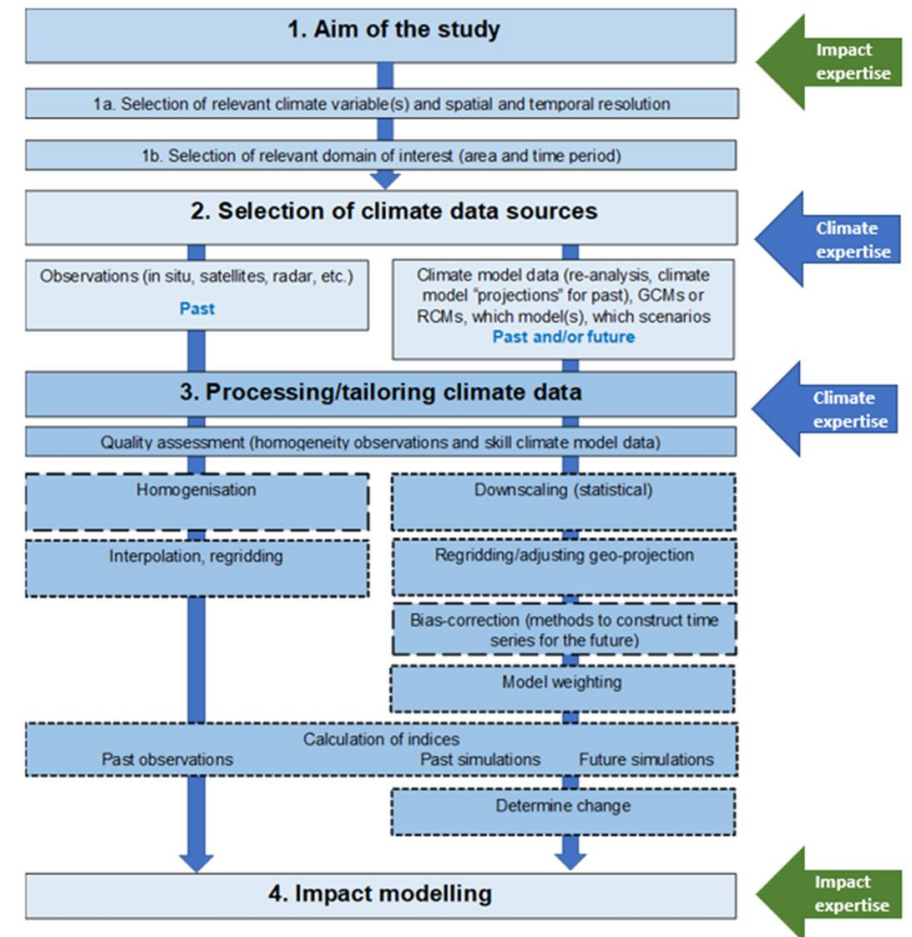 1. Aim of the study
Impact
expertise
1a. Selection of relevant climate variable(s) and spatial and temporal resolution
1b. Selection of relevant domain of interest (area and time period)
2. Selection of climate data sources
Climate
expertise
Observations (in situ, satellites, radar, etc.)
Past
Climate model data (re-analysis, climate
model “projections” for past), GCMs or
RCMs, which model(s), which scenarios
Past and/or future
3. Processing/tailoring climate data
Climate
expertise
Quality assessment (homogeneity observations and skill climate model data)
Homogenisation
Interpolation, regridding
Downscaling (statistical)
Regridding/adjusting geo-projection
Bias-correction (methods to construct time
series for the future)
Model weighting
Calculation of indices
Past observations
Past simulations
Future simulations
Determine change
4. Impact modelling
Impact
expertise